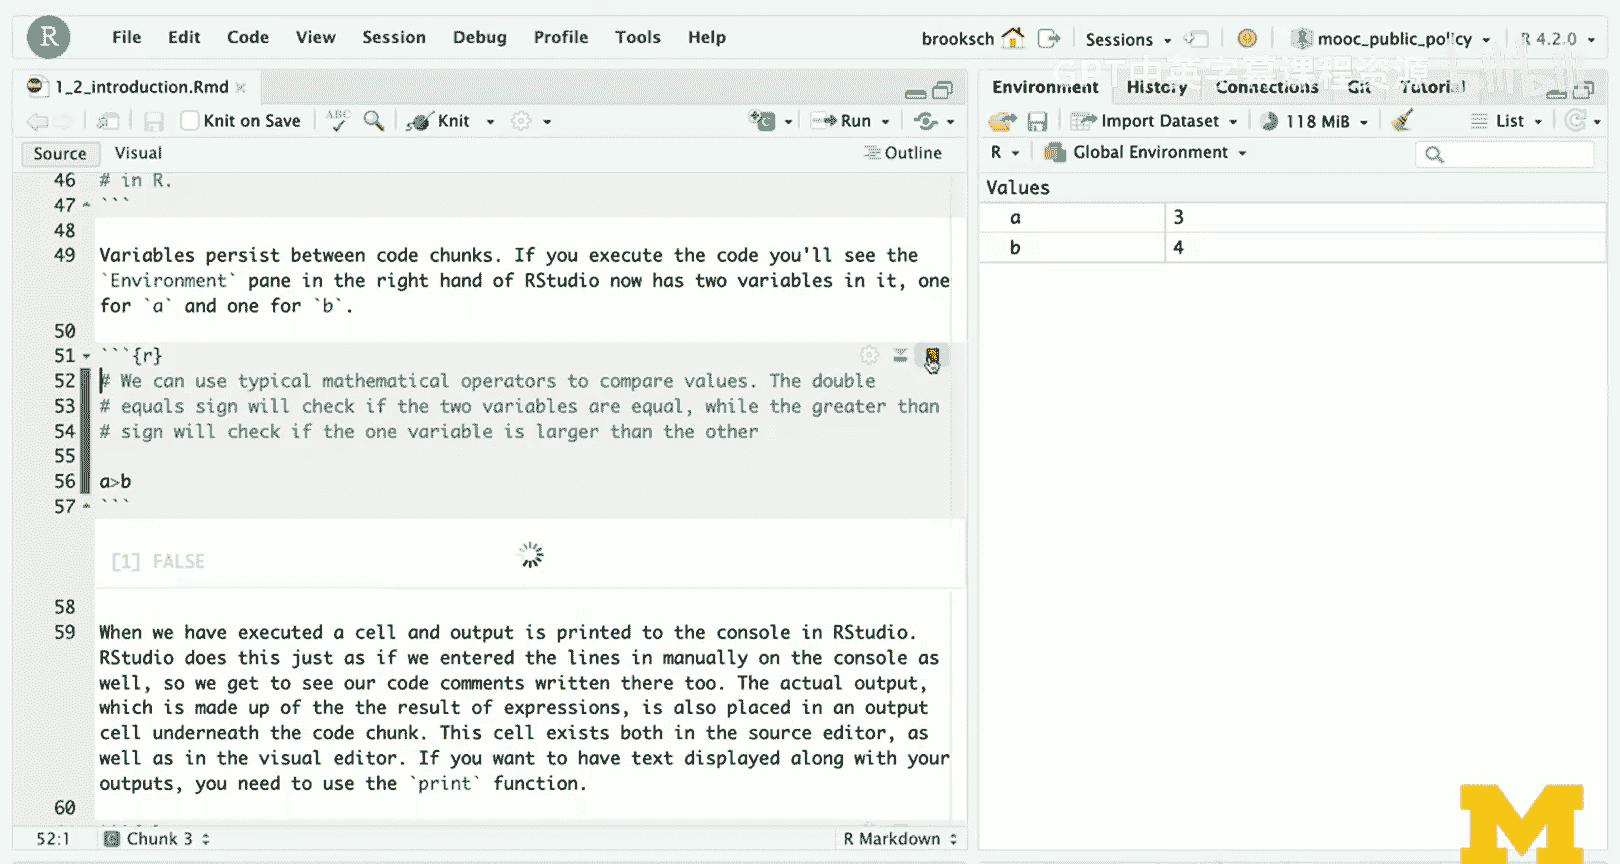 R File Edit Code View Session Debug Profile Tools Help brooksch Sessions mooc_public_policy R 4.2.0
GPT中英字幕课程资源
1_2_introduction.Rmd
Environment History Connections Git Tutorial
Knit on Save ABC Knit Run
Import Dataset 118 MiB List
Source Visual Outline
R Global Environment
46 # in R.
47 ```
48
49 Variables persist between code chunks. If you execute the code you'll see the
`Environment` pane in the right hand of RStudio now has two variables in it, one
for `a` and one for `b`.
50
51 ```{r}
52 # We can use typical mathematical operators to compare values. The double
53 # equals sign will check if the two variables are equal, while the greater than
54 # sign will check if the one variable is larger than the other
55
56 a>b
57 ```
[1] FALSE
58
59 When we have executed a cell and output is printed to the console in RStudio.
RStudio does this just as if we entered the lines in manually on the console as
well, so we get to see our code comments written there too. The actual output,
which is made up of the the result of expressions, is also placed in an output
cell underneath the code chunk. This cell exists both in the source editor, as
well as in the visual editor. If you want to have text displayed along with your
outputs, you need to use the `print` function.
60
52:1 Chunk 3 R Markdown
Values
a 3
b 4
M